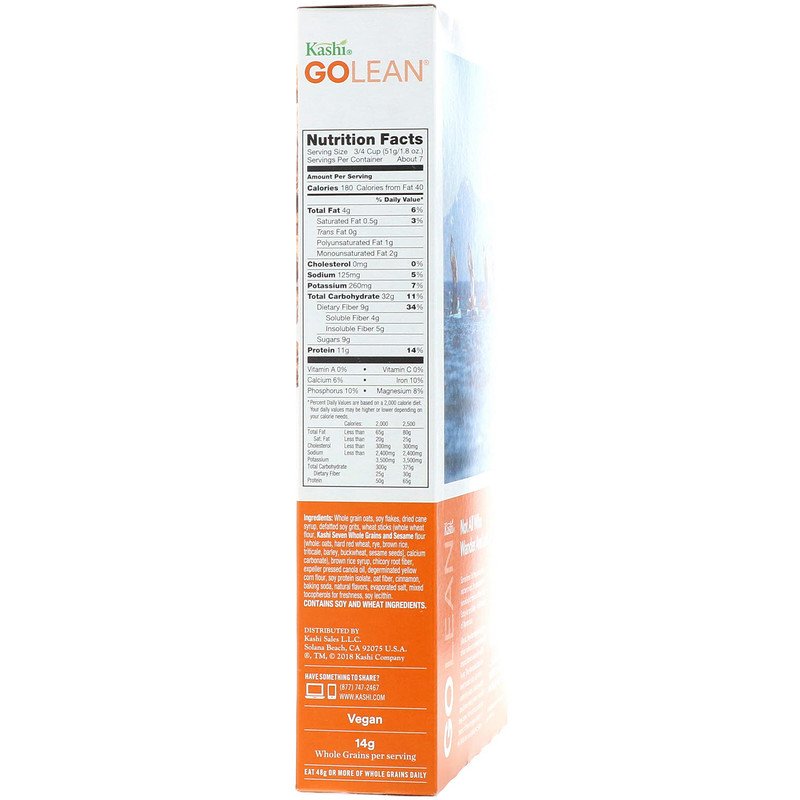 Kashi®
GOLEAN®
Nutrition Facts
Serving Size 3/4 Cup (51g/1.8 oz.)
Servings Per Container About 7
Amount Per Serving
Calories 180 Calories from Fat 40
% Daily Value*
Total Fat 4g 6%
Saturated Fat 0.5g 3%
Trans Fat 0g
Polyunsaturated Fat 1g
Monounsaturated Fat 2g
Cholesterol 0mg 0%
Sodium 125mg 5%
Potassium 260mg 7%
Total Carbohydrate 32g 11%
Dietary Fiber 9g 34%
Soluble Fiber 4g
Insoluble Fiber 5g
Sugars 9g
Protein 11g 14%
Vitamin A 0% • Vitamin C 0%
Calcium 6% • Iron 10%
Phosphorus 10% • Magnesium 8%
*Percent Daily Values are based on a 2,000 calorie diet.
Your daily values may be higher or lower depending on
your calorie needs.
Calories: 2,000 2,500
Total Fat Less than 65g 80g
Sat. Fat Less than 20g 25g
Cholesterol Less than 300mg 300mg
Sodium Less than 2,400mg 2,400mg
Potassium 3,500mg 3,500mg
Total Carbohydrate 300g 375g
Dietary Fiber 25g 30g
Protein 50g 65g
Ingredients: Whole grain oats, soy flakes, dried cane
syrup, defatted soy grits, wheat sticks (whole wheat
flour, Kashi Seven Whole Grains and Sesame flour
(whole: oats, hard red wheat, rye, brown rice,
triticale, barley, buckwheat, sesame seeds), calcium
carbonate), brown rice syrup, chicory root fiber,
expeller pressed canola oil, degerminated yellow
corn flour, soy protein isolate, oat fiber, cinnamon,
baking soda, natural flavors, evaporated salt, mixed
tocopherols for freshness, soy lecithin.
CONTAINS SOY AND WHEAT INGREDIENTS.
DISTRIBUTED BY
Kashi Sales L.L.C.
Solana Beach, CA 92075 U.S.A.
®, TM, © 2018 Kashi Company
HAVE SOMETHING TO SHARE?
(877) 747-2467
WWW.KASHI.COM
Vegan
14g
Whole Grains per serving
EAT 48g OR MORE OF WHOLE GRAINS DAILY
Kashi
GOLEAN
Not All Who
Wander